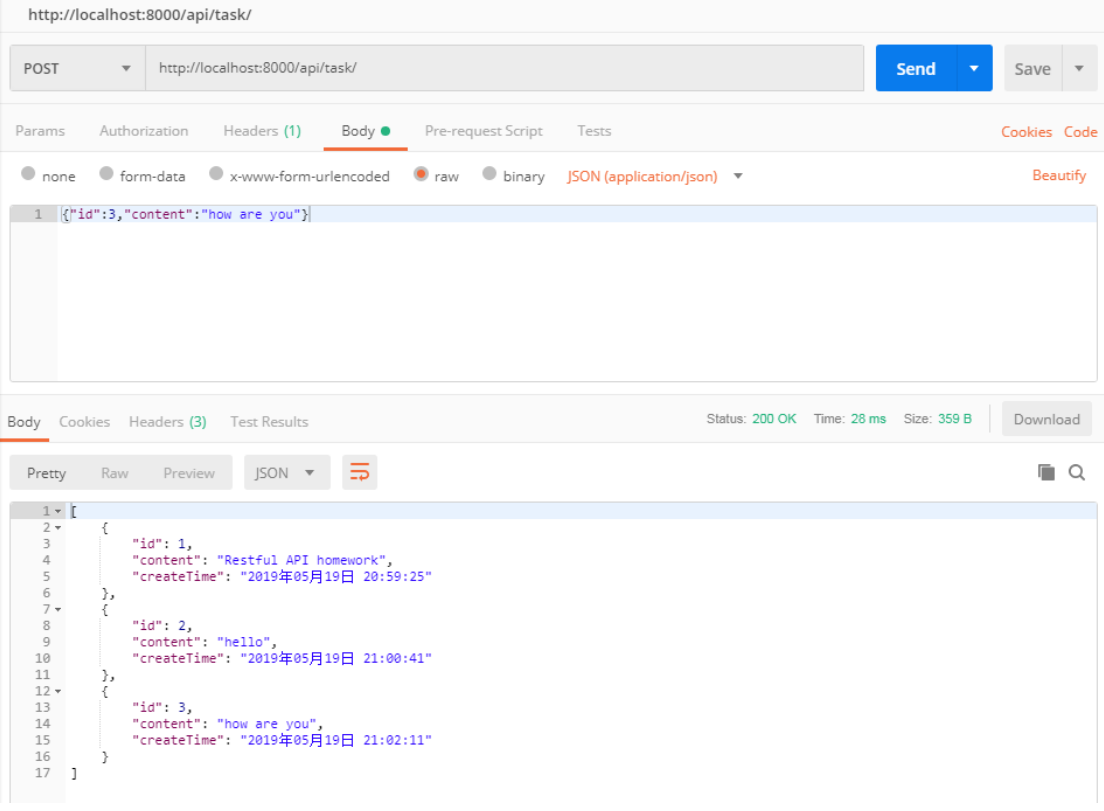 http://localhost:8000/api/task/
POST http://localhost:8000/api/task/ Send Save
Params Authorization Headers (1) Body Pre-request Script Tests Cookies Code
none form-data x-www-form-urlencoded raw binary JSON (application/json) Beautify
1 {"id":3,"content":"how are you"}
Body Cookies Headers (3) Test Results Status: 200 OK Time: 28 ms Size: 359 B Download
Pretty Raw Preview JSON
1 [
2 {
3 "id": 1,
4 "content": "Restful API homework",
5 "createTime": "2019年05月19日 20:59:25"
6 },
7 {
8 "id": 2,
9 "content": "hello",
10 "createTime": "2019年05月19日 21:00:41"
11 },
12 {
13 "id": 3,
14 "content": "how are you",
15 "createTime": "2019年05月19日 21:02:11"
16 }
17 ]